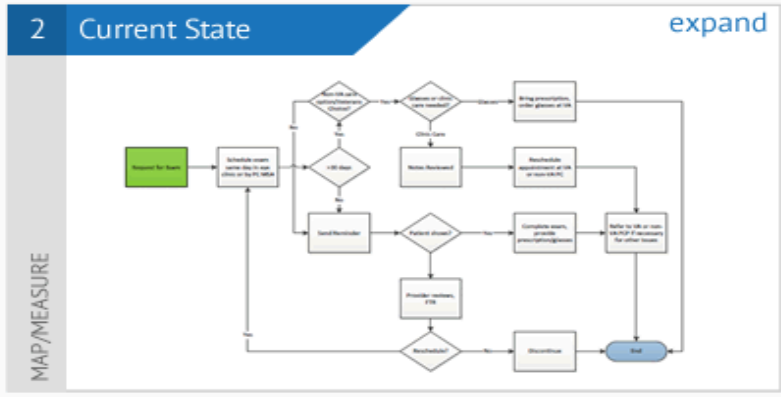 2 Current State
expand
MAP/MEASURE
Non-VA care
option/Veterans
Choice?
Yes
Glasses or clinic
care needed?
Glasses
Bring prescription,
order glasses at VA
No
Yes
Clinic Care
Request for Exam
Schedule exam
same day in eye
clinic or by PC MSA
>30 days
Notes Reviewed
Reschedule
appointment at VA
or non-VA PC
No
Send Reminder
Patient shows?
Yes
Complete exam,
provide
prescription/glasses
Refer to VA or non-
VA PCP if necessary
for other issues
Provider reviews,
Yes
Reschedule?
No
Discontinue
End